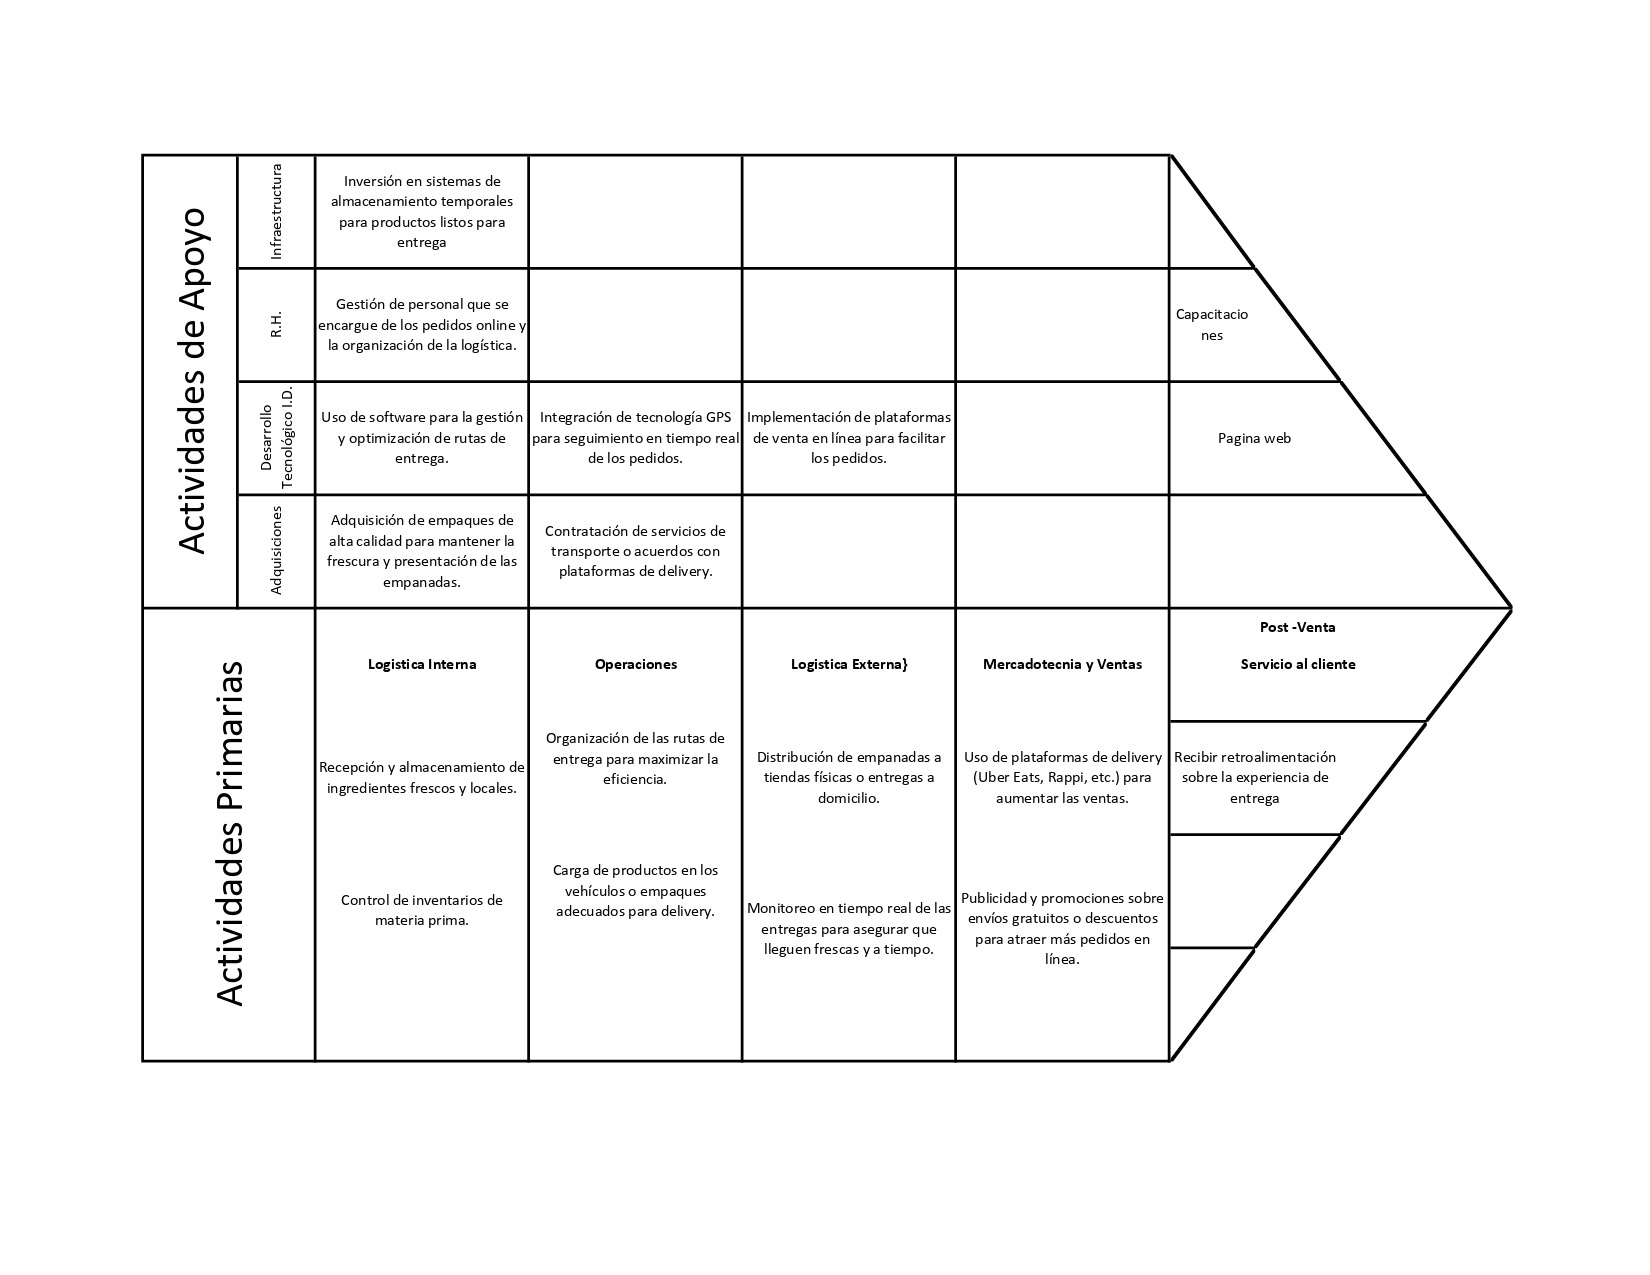 Actividades de Apoyo
Infraestructura
Inversión en sistemas de
almacenamiento temporales
para productos listos para
entrega
R.H.
Gestión de personal que se
encargue de los pedidos online y
la organización de la logística.
Capacitacio
nes
Desarrollo
Tecnológico I.D.
Uso de software para la gestión
y optimización de rutas de
entrega.
Integración de tecnología GPS
para seguimiento en tiempo real
de los pedidos.
Implementación de plataformas
de venta en línea para facilitar
los pedidos.
Pagina web
Adquisiciones
Adquisición de empaques de
alta calidad para mantener la
frescura y presentación de las
empanadas.
Contratación de servicios de
transporte o acuerdos con
plataformas de delivery.
Actividades Primarias
Logistica Interna
Recepción y almacenamiento de
ingredientes frescos y locales.
Control de inventarios de
materia prima.
Operaciones
Organización de las rutas de
entrega para maximizar la
eficiencia.
Carga de productos en los
vehículos o empaques
adecuados para delivery.
Logistica Externa}
Distribución de empanadas a
tiendas físicas o entregas a
domicilio.
Monitoreo en tiempo real de las
entregas para asegurar que
lleguen frescas y a tiempo.
Mercadotecnia y Ventas
Uso de plataformas de delivery
(Uber Eats, Rappi, etc.) para
aumentar las ventas.
Publicidad y promociones sobre
envíos gratuitos o descuentos
para atraer más pedidos en
línea.
Post -Venta
Servicio al cliente
Recibir retroalimentación
sobre la experiencia de
entrega